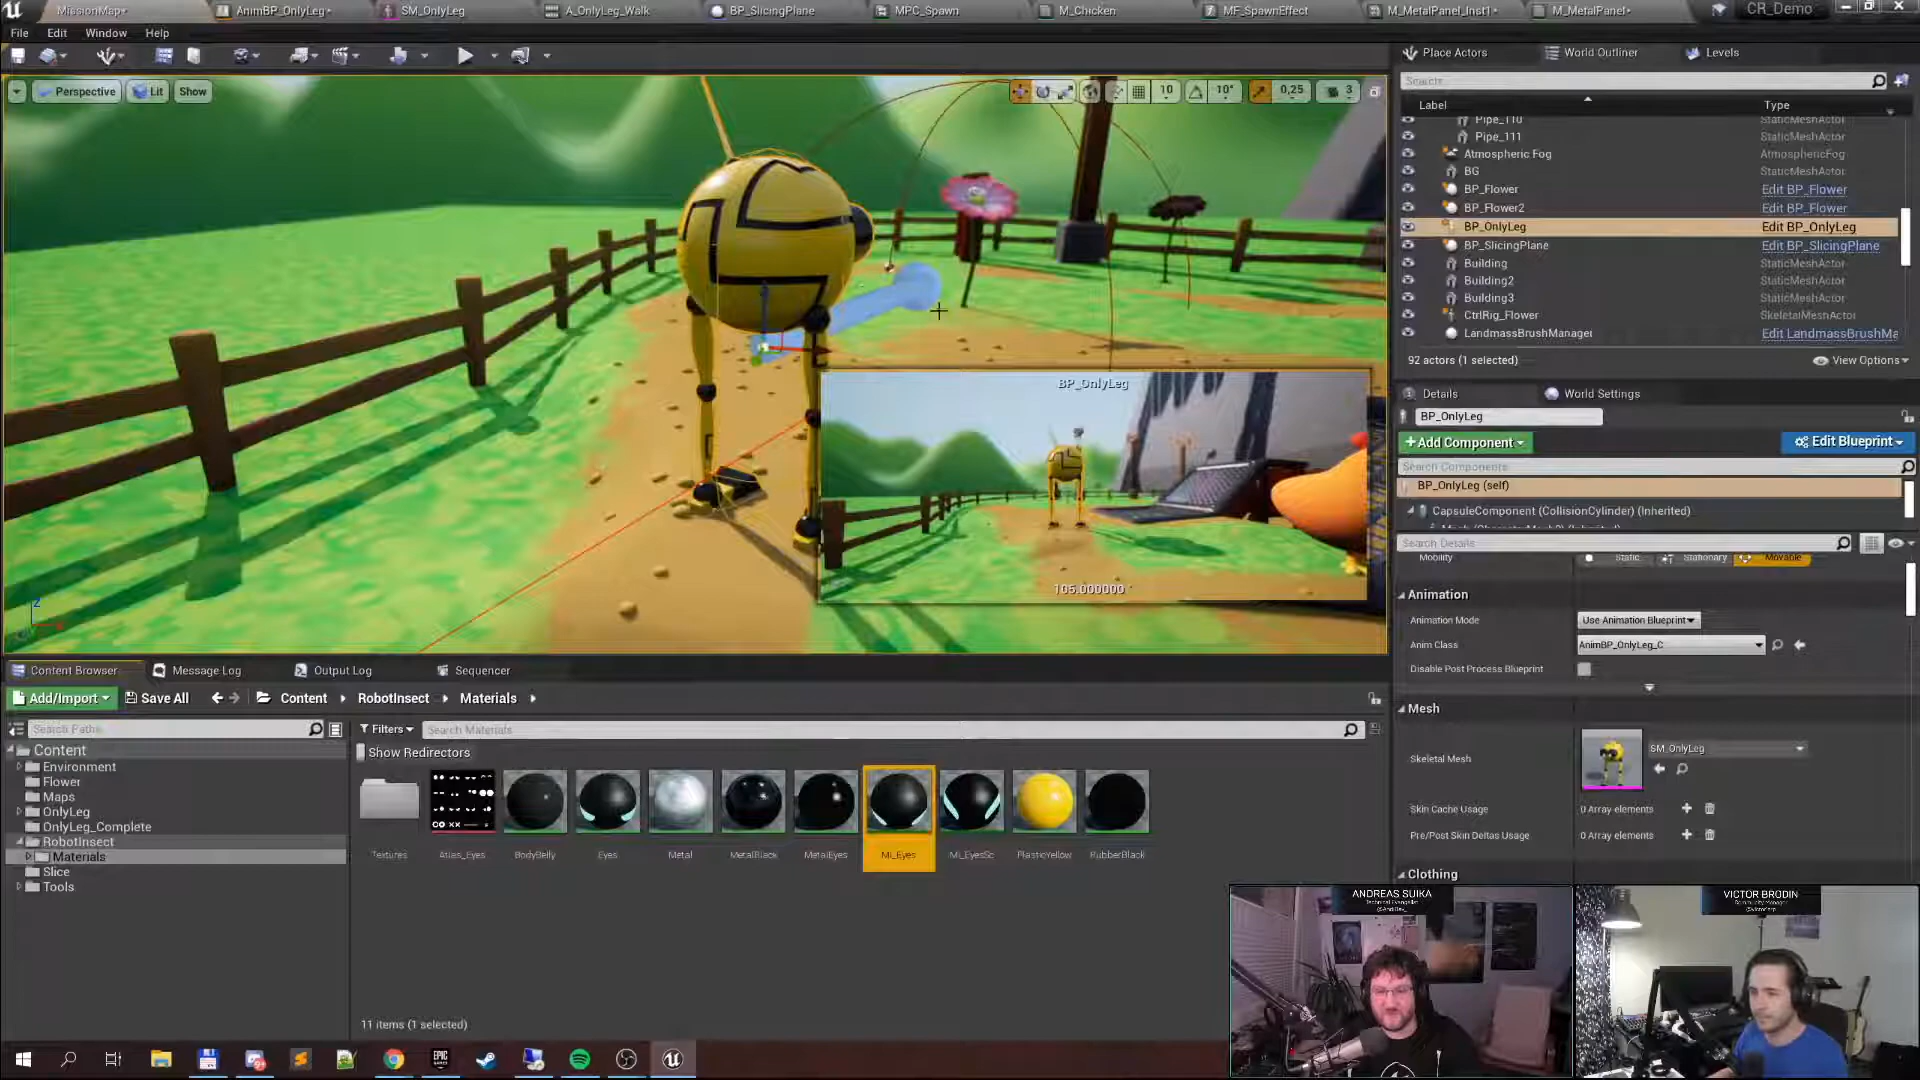 MissionMap*
AnimBP_OnlyLeg*
SM_OnlyLeg
A_OnlyLeg_Walk
BP_SlicingPlane
MPC_Spawn
M_Chicken
MF_SpawnEffect
M_MetalPanel_Inst1*
M_MetalPanel*
CR_Demo
File Edit Window Help
Perspective
Lit
Show
10
10°
0,25
3
BP_OnlyLeg
105.000000
Place Actors
World Outliner
Levels
Search...
Label
Type
Pipe_110 StaticMeshActor
Pipe_111 StaticMeshActor
Atmospheric Fog AtmosphericFog
BG StaticMeshActor
BP_Flower Edit BP_Flower
BP_Flower2 Edit BP_Flower
BP_OnlyLeg Edit BP_OnlyLeg
BP_SlicingPlane Edit BP_SlicingPlane
Building StaticMeshActor
Building2 StaticMeshActor
Building3 StaticMeshActor
CtrlRig_Flower SkeletalMeshActor
LandmassBrushManager Edit LandmassBrushMa
92 actors (1 selected)
View Options
Details
World Settings
BP_OnlyLeg
+Add Component
Edit Blueprint
Search Components
BP_OnlyLeg (self)
CapsuleComponent (CollisionCylinder) (Inherited)
Search Details
Mobility Static Stationary Movable
Animation
Animation Mode Use Animation Blueprint
Anim Class AnimBP_OnlyLeg_C
Disable Post Process Blueprint
Mesh
Skeletal Mesh SM_OnlyLeg
Skin Cache Usage 0 Array elements
Pre/Post Skin Deltas Usage 0 Array elements
Clothing
Content Browser
Message Log
Output Log
Sequencer
Add/Import
Save All
Content
RobotInsect
Materials
Search Paths
Filters
Search Materials
Show Redirectors
Content
Environment
Flower
Maps
OnlyLeg
OnlyLeg_Complete
RobotInsect
Materials
Slice
Tools
Textures
Atlas_Eyes
BodyBelly
Eyes
Metal
MetalBlack
MetalEyes
MI_Eyes
MI_EyesSc
PlasticYellow
RubberBlack
11 items (1 selected)
ANDREAS SUIKA
Technical Evangelist
VICTOR BRODIN
Community Manager
EPIC